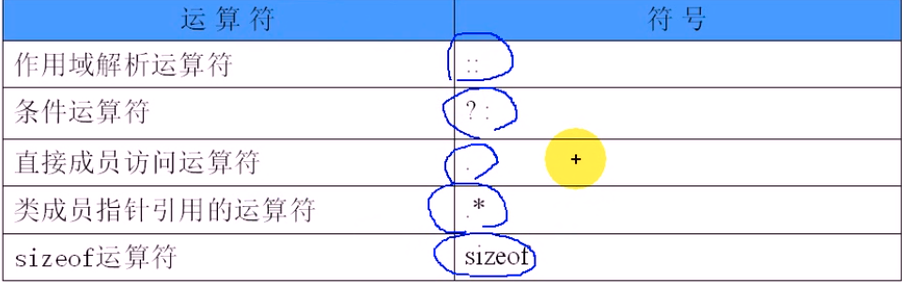 运算符 符号
作用域解析运算符 ::
条件运算符 ? :
直接成员访问运算符 .
类成员指针引用的运算符 .*
sizeof运算符 sizeof